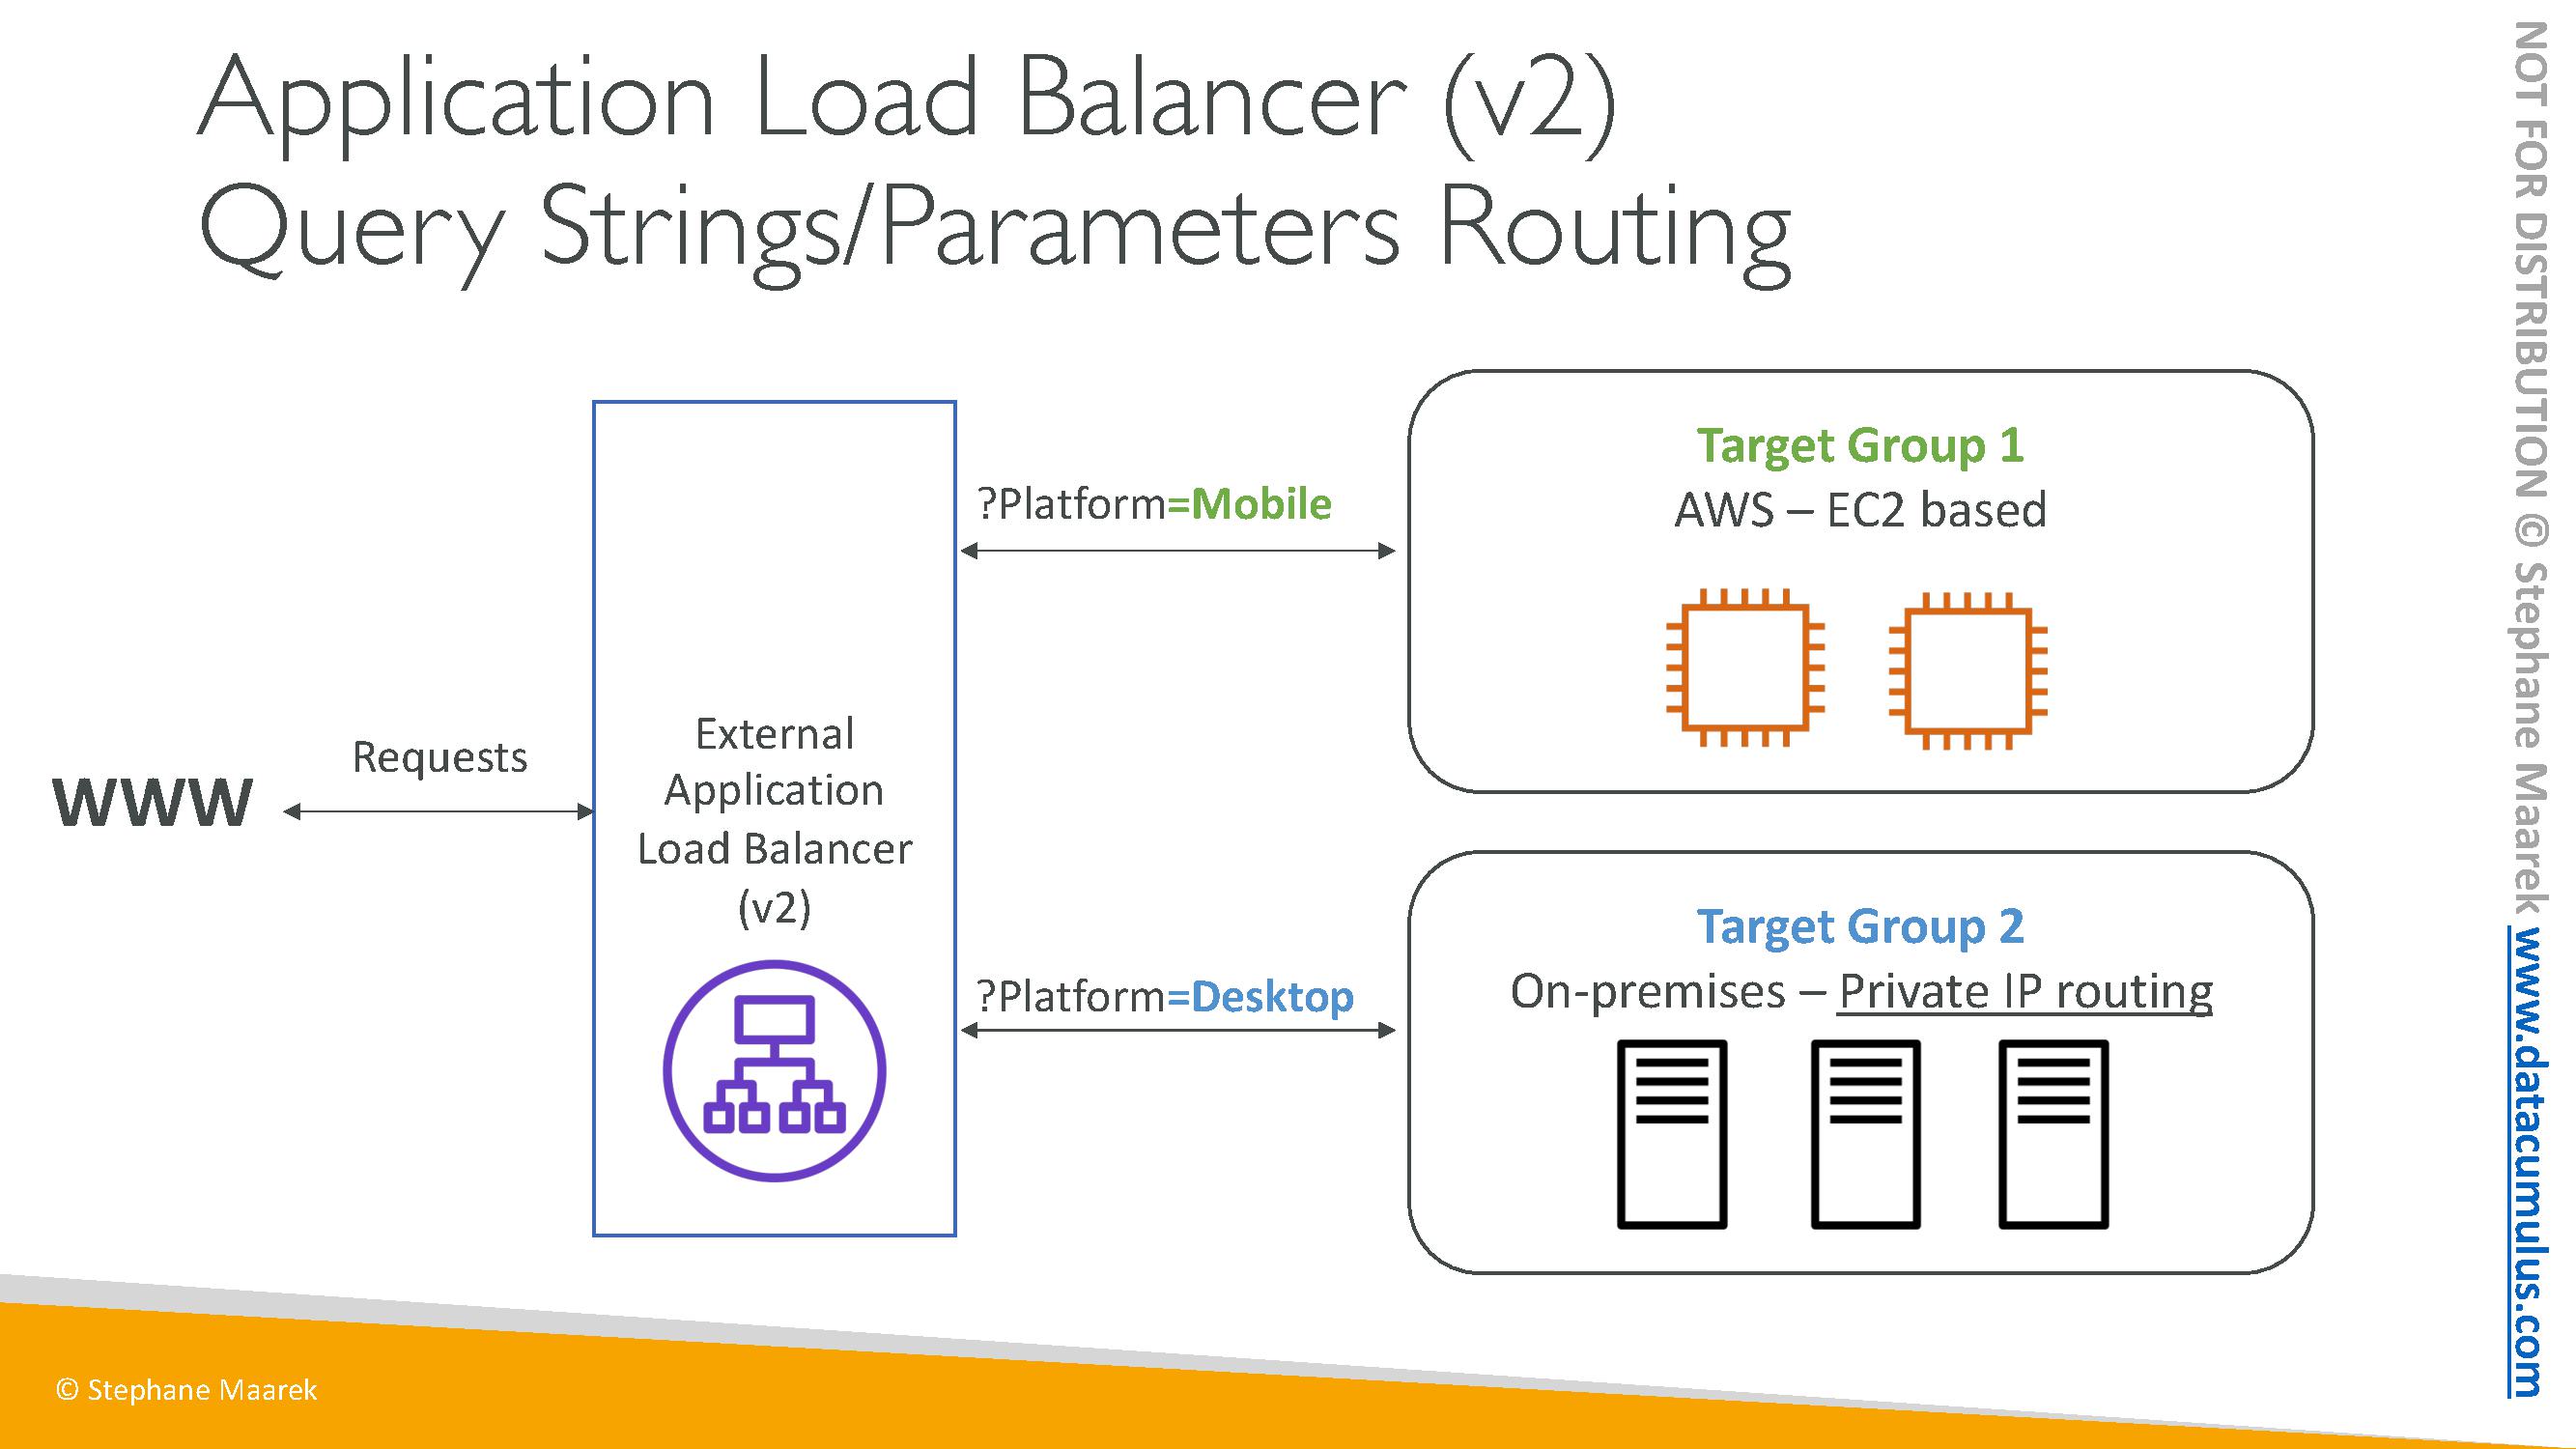 Application Load Balancer (v2)
Query Strings/Parameters Routing
WWW
Requests
External
Application
Load Balancer
(v2)
?Platform=Mobile
Target Group 1
AWS – EC2 based
?Platform=Desktop
Target Group 2
On-premises – Private IP routing
© Stephane Maarek
NOT FOR DISTRIBUTION © Stephane Maarek www.datacumulus.com